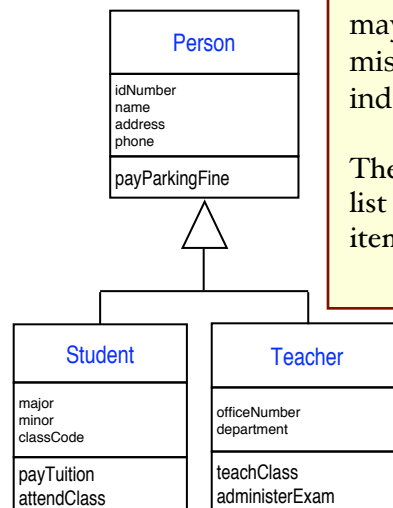 Person
idNumber
name
address
phone
payParkingFine
may
mis
ind
The
list
iten
Student
major
minor
classCode
payTuition
attendClass
Teacher
officeNumber
department
teachClass
administerExam